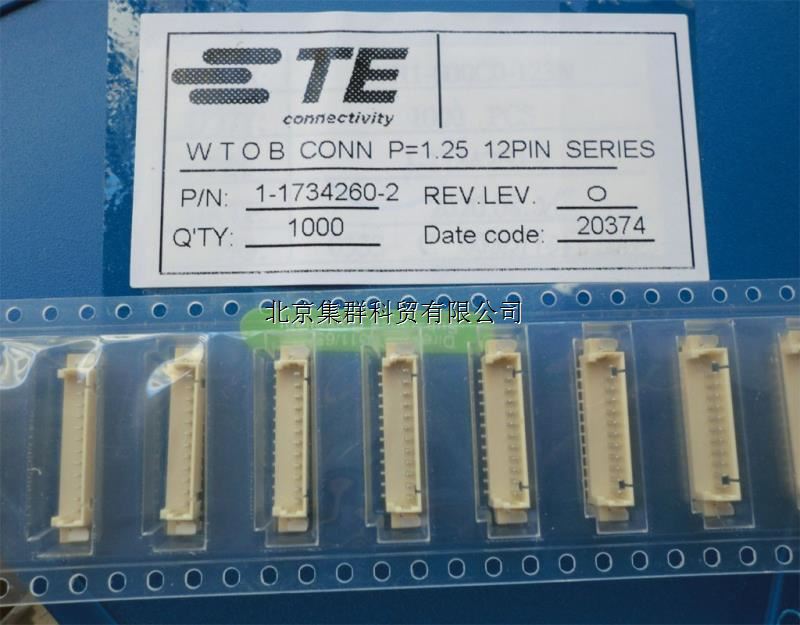 TE
connectivity
WTOB CONN P=1.25 12PIN SERIES
P/N: 1-1734260-2 REV.LEV. O
Q'TY: 1000 Date code: 20374
北京集群科贸有限公司